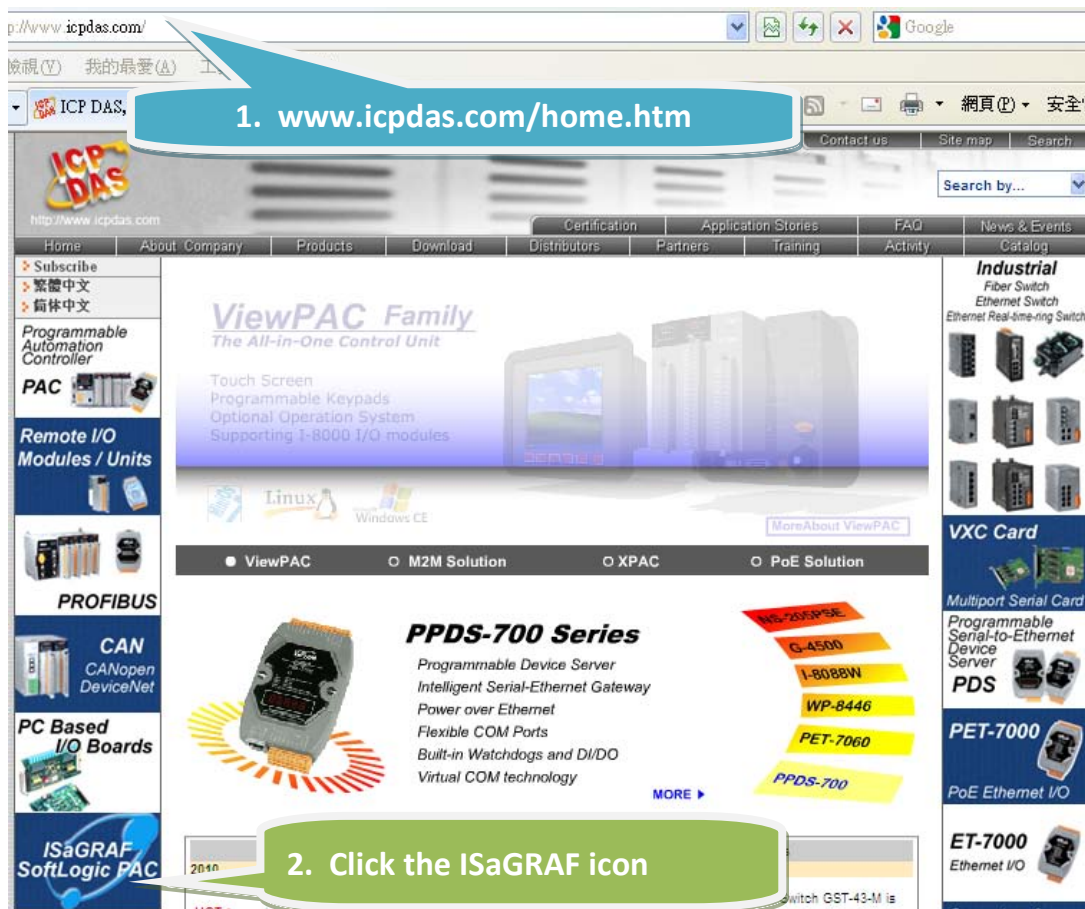 p://www.icpdas.com/
Google
檢視(V) 我的最愛(A)
ICP DAS,
網頁(P)
安全
1. www.icpdas.com/home.htm
Contact us
Site map
Search
ICP
DAS
http://www.icpdas.com
Search by...
Certification
Application Stories
FAQ
News & Events
Home
About Company
Products
Download
Distributors
Partners
Training
Activity
Catalog
Subscribe
繁體中文
简体中文
Programmable
Automation
Controller
PAC
Remote I/O
Modules / Units
PROFIBUS
CAN
CANopen
DeviceNet
PC Based
I/O Boards
ISaGRAF
SoftLogic PAC
ViewPAC Family
The All-in-One Control Unit
Touch Screen
Programmable Keypads
Optional Operation System
Supporting I-8000 I/O modules
Linux
Windows CE
MoreAbout ViewPAC
ViewPAC
M2M Solution
XPAC
PoE Solution
PPDS-700 Series
Programmable Device Server
Intelligent Serial-Ethernet Gateway
Power over Ethernet
Flexible COM Ports
Built-in Watchdogs and DI/DO
Virtual COM technology
MORE
NS-205PSE
G-4500
I-8088W
WP-8446
PET-7060
PPDS-700
2010
2. Click the ISaGRAF icon
witch GST-43-M is
Industrial
Fiber Switch
Ethernet Switch
Ethernet Real-time-ring Switch
VXC Card
Multiport Serial Card
Programmable
Serial-to-Ethernet
Device
Server
PDS
PET-7000
PoE Ethernet I/O
ET-7000
Ethernet I/O